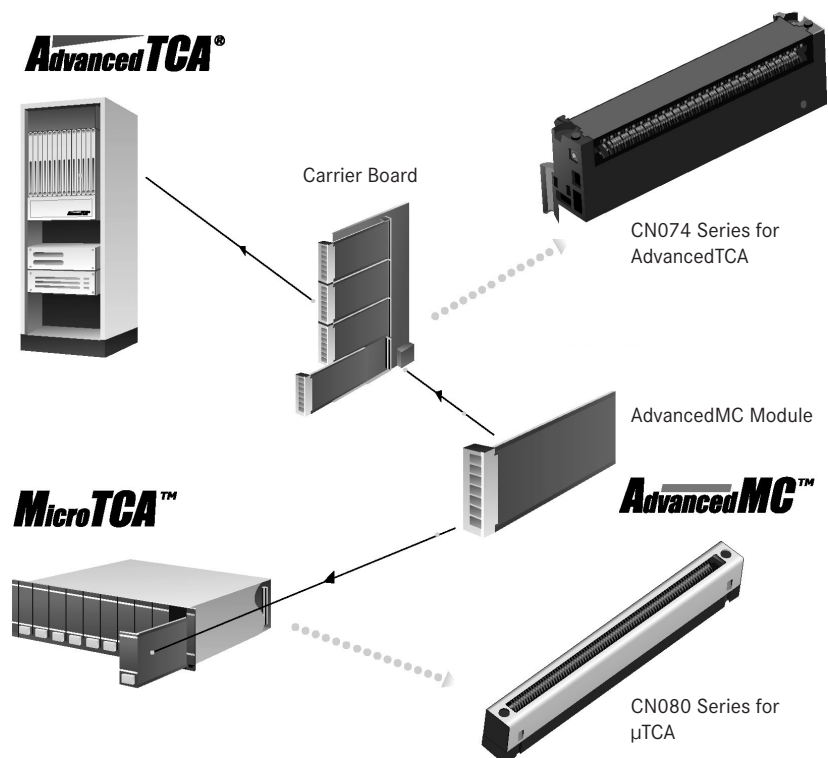 AdvancedTCA®
Carrier Board
CN074 Series for
AdvancedTCA
AdvancedMC Module
MicroTCA™
AdvancedMC™
CN080 Series for
µTCA